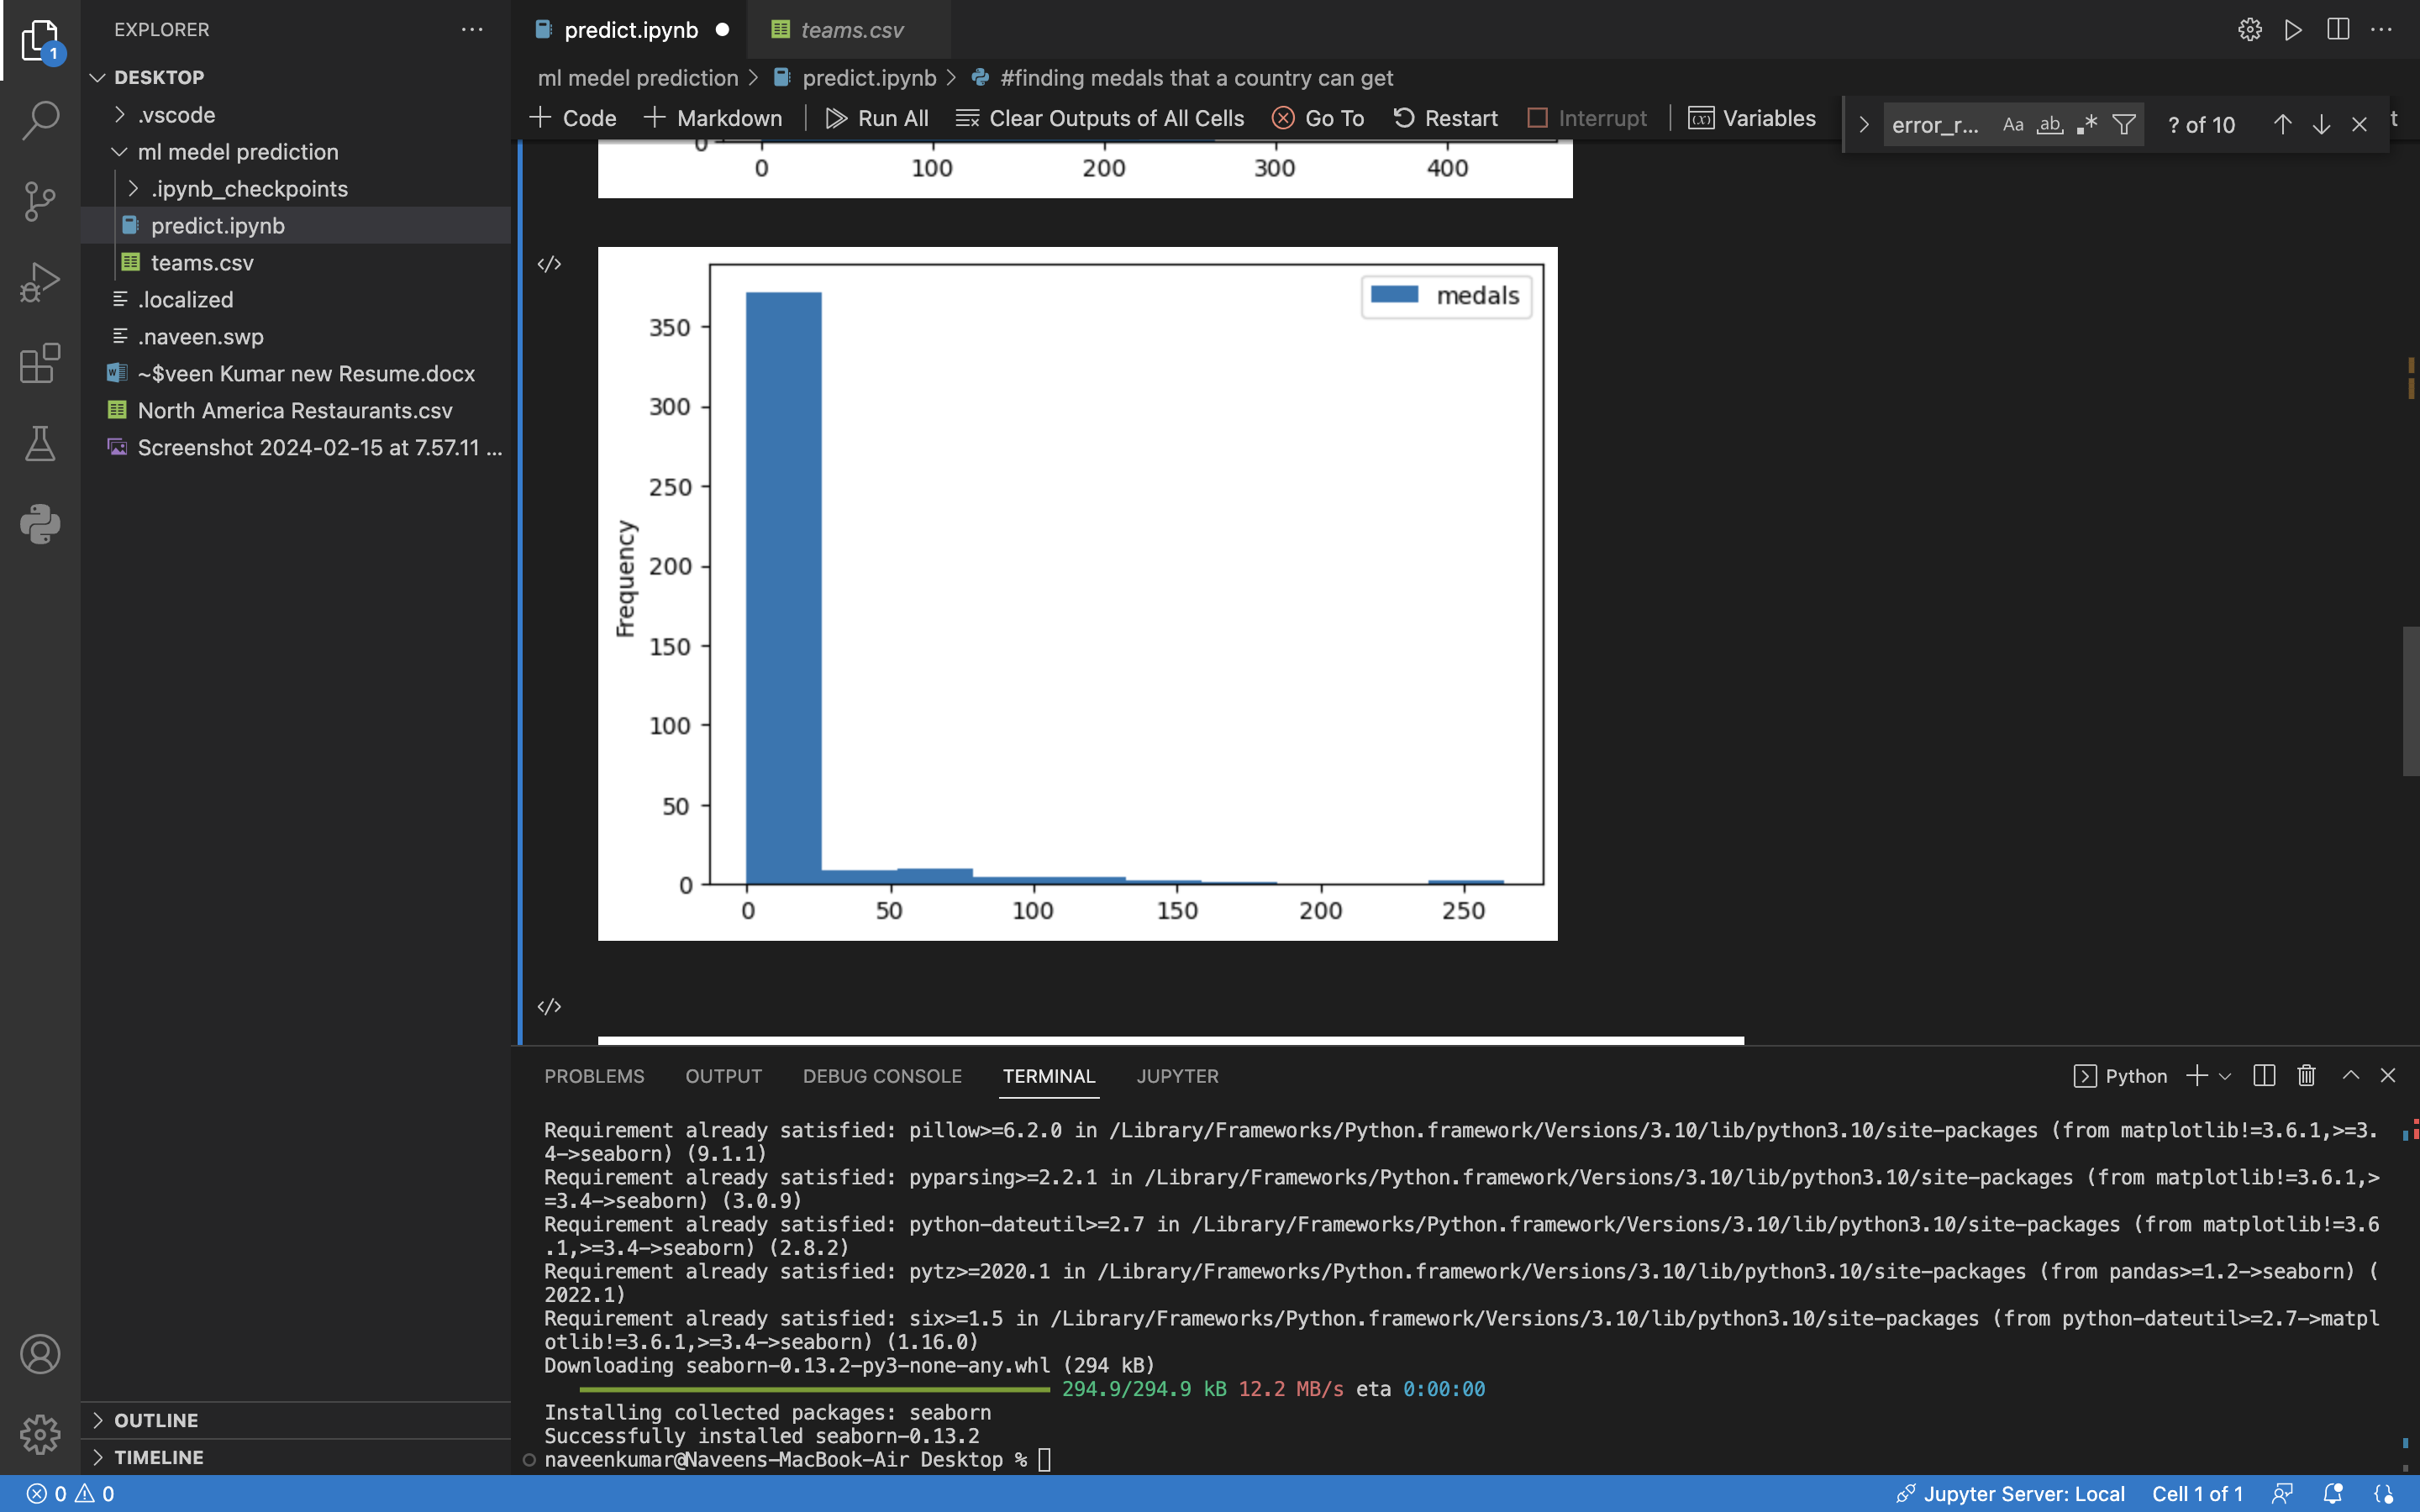 EXPLORER
predict.ipynb
teams.csv
1
DESKTOP
ml medel prediction
predict.ipynb
#finding medals that a country can get
.vscode
Code
Markdown
Run All
Clear Outputs of All Cells
Go To
Restart
Interrupt
Variables
error_r...
Aa
ab
? of 10
t
ml medel prediction
.ipynb_checkpoints
predict.ipynb
teams.csv
.localized
.naveen.swp
~$veen Kumar new Resume.docx
North America Restaurants.csv
Screenshot 2024-02-15 at 7.57.11 ...
0
0 100 200 300 400
medals
350
300
250
200
150
100
50
0
Frequency
0 50 100 150 200 250
PROBLEMS OUTPUT DEBUG CONSOLE TERMINAL JUPYTER
Python
Requirement already satisfied: pillow>=6.2.0 in /Library/Frameworks/Python.framework/Versions/3.10/lib/python3.10/site-packages (from matplotlib!=3.6.1,>=3.
4->seaborn) (9.1.1)
Requirement already satisfied: pyparsing>=2.2.1 in /Library/Frameworks/Python.framework/Versions/3.10/lib/python3.10/site-packages (from matplotlib!=3.6.1,>
=3.4->seaborn) (3.0.9)
Requirement already satisfied: python-dateutil>=2.7 in /Library/Frameworks/Python.framework/Versions/3.10/lib/python3.10/site-packages (from matplotlib!=3.6
.1,>=3.4->seaborn) (2.8.2)
Requirement already satisfied: pytz>=2020.1 in /Library/Frameworks/Python.framework/Versions/3.10/lib/python3.10/site-packages (from pandas>=1.2->seaborn) (
2022.1)
Requirement already satisfied: six>=1.5 in /Library/Frameworks/Python.framework/Versions/3.10/lib/python3.10/site-packages (from python-dateutil>=2.7->matpl
otlib!=3.6.1,>=3.4->seaborn) (1.16.0)
Downloading seaborn-0.13.2-py3-none-any.whl (294 kB)
294.9/294.9 kB 12.2 MB/s eta 0:00:00
Installing collected packages: seaborn
Successfully installed seaborn-0.13.2
naveenkumar@Naveens-MacBook-Air Desktop %
OUTLINE
TIMELINE
0 0
Jupyter Server: Local
Cell 1 of 1